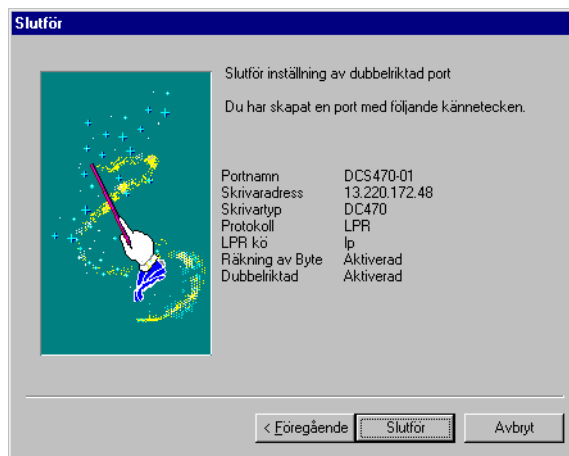 Slutför
Slutför inställning av dubbelriktad port
Du har skapat en port med följande kännetecken.
Portnamn DCS470-01
Skrivaradress 13.220.172.48
Skrivartyp DC470
Protokoll LPR
LPR kö lp
Räkning av Byte Aktiverad
Dubbelriktad Aktiverad
< Föregående Slutför Avbryt